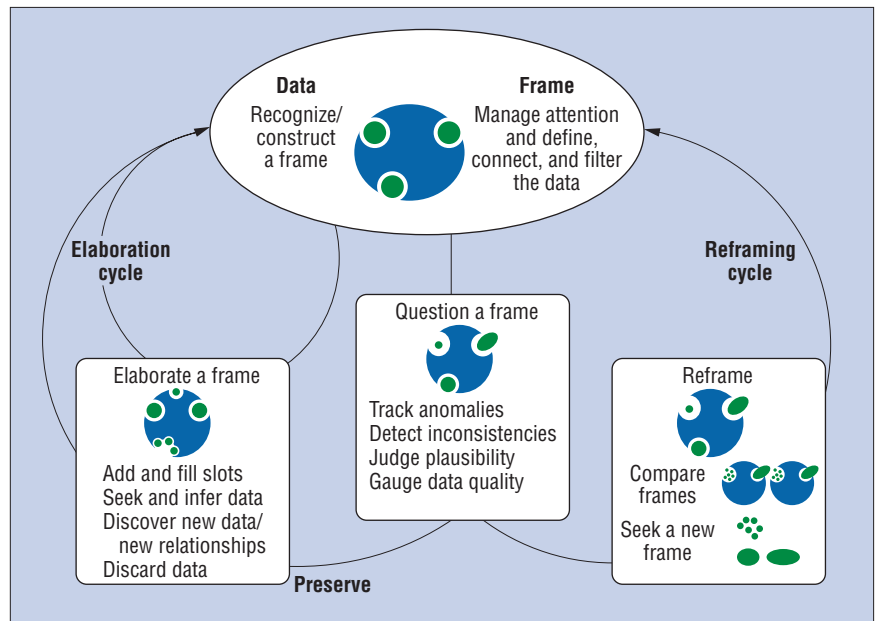 Data
Recognize/
construct
a frame
Frame
Manage attention
and define,
connect, and filter
the data
Elaboration
cycle
Reframing
cycle
Question a frame
Track anomalies
Detect inconsistencies
Judge plausibility
Gauge data quality
Elaborate a frame
Add and fill slots
Seek and infer data
Discover new data/
new relationships
Discard data
Reframe
Compare
frames
Seek a new
frame
Preserve